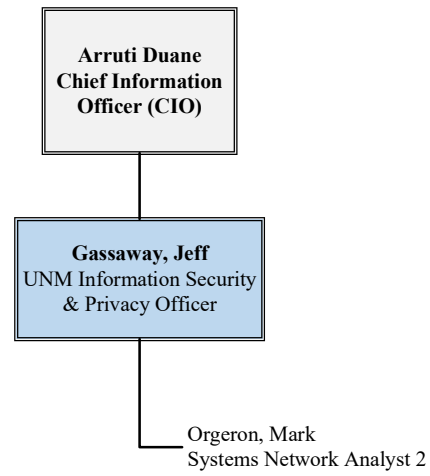 Arruti Duane
Chief Information
Officer (CIO)
Gassaway, Jeff
UNM Information Security
& Privacy Officer
Orgeron, Mark
Systems Network Analyst 2